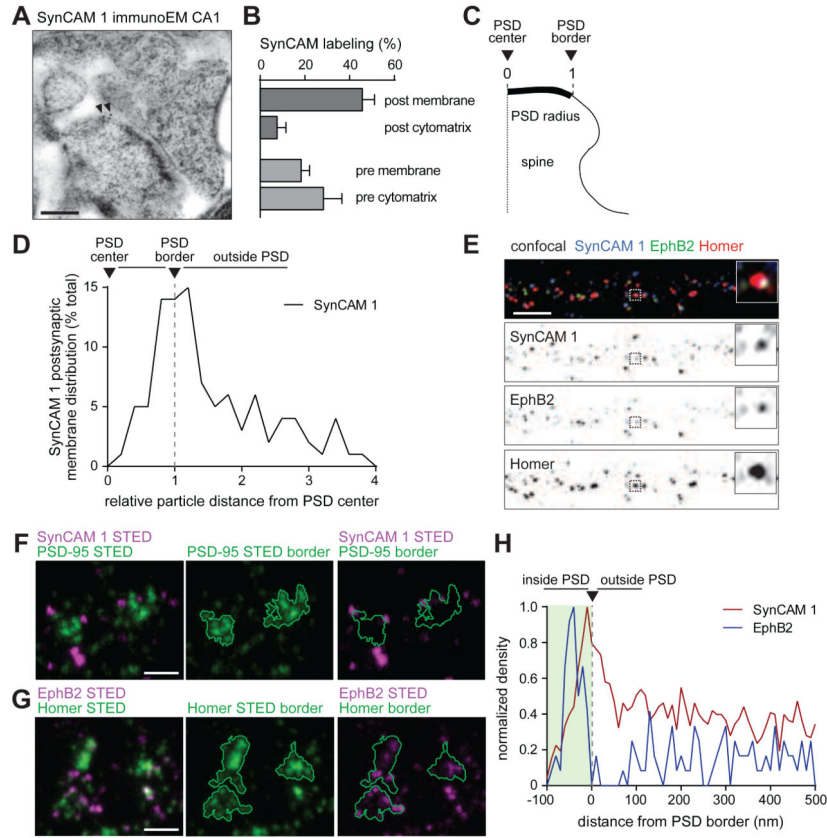 A
SynCAM 1 immunoEM CA1
B
SynCAM labeling (%)
0 20 40 60
post membrane
post cytomatrix
pre membrane
pre cytomatrix
C
PSD center
PSD border
0 1
PSD radius
spine
D
PSD center
PSD border
outside PSD
SynCAM 1
SynCAM 1 postsynaptic
membrane distribution (% total)
15
10
5
0
0 1 2 3 4
relative particle distance from PSD center
E
confocal SynCAM 1 EphB2 Homer
SynCAM 1
EphB2
Homer
F
SynCAM 1 STED
PSD-95 STED
PSD-95 STED border
SynCAM 1 STED
PSD-95 border
G
EphB2 STED
Homer STED
Homer STED border
EphB2 STED
Homer border
H
inside PSD
outside PSD
SynCAM 1
EphB2
normalized density
1.0
0.8
0.6
0.4
0.2
0
-100 0 100 200 300 400 500
distance from PSD border (nm)